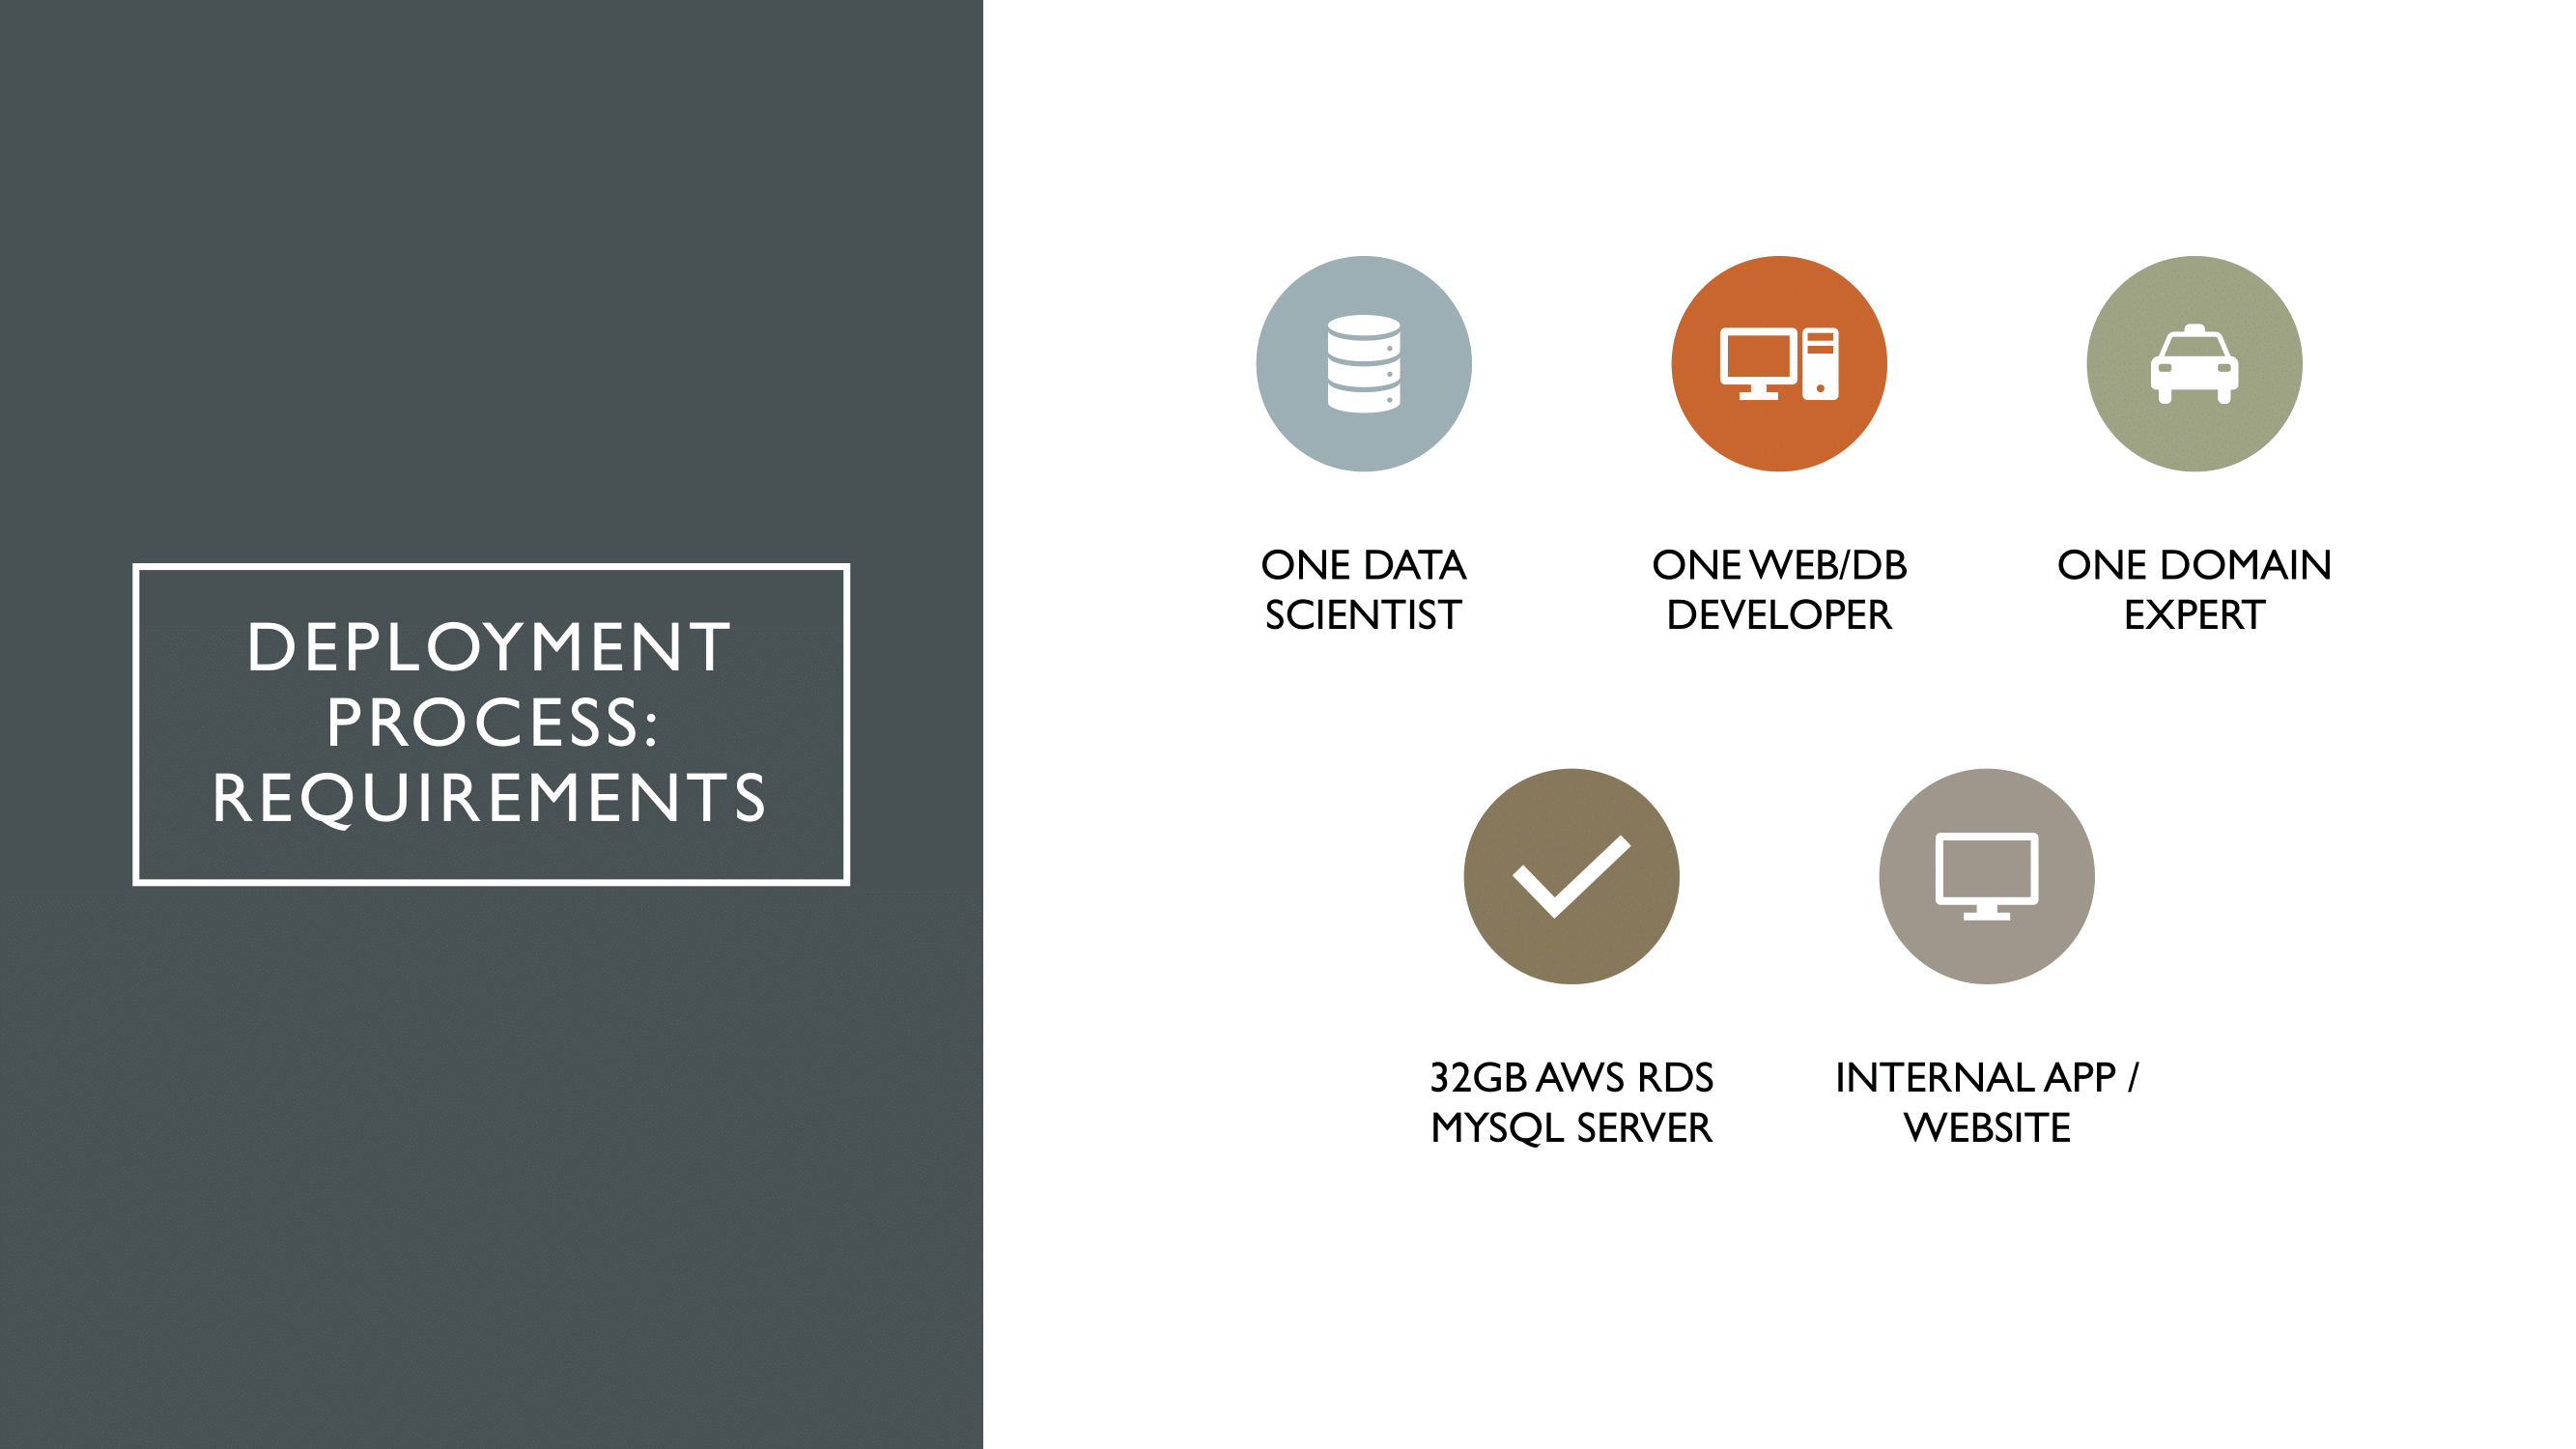 DEPLOYMENT
PROCESS:
REQUIREMENTS
ONE DATA
SCIENTIST
ONE WEB/DB
DEVELOPER
ONE DOMAIN
EXPERT
32GB AWS RDS
MYSQL SERVER
INTERNAL APP /
WEBSITE